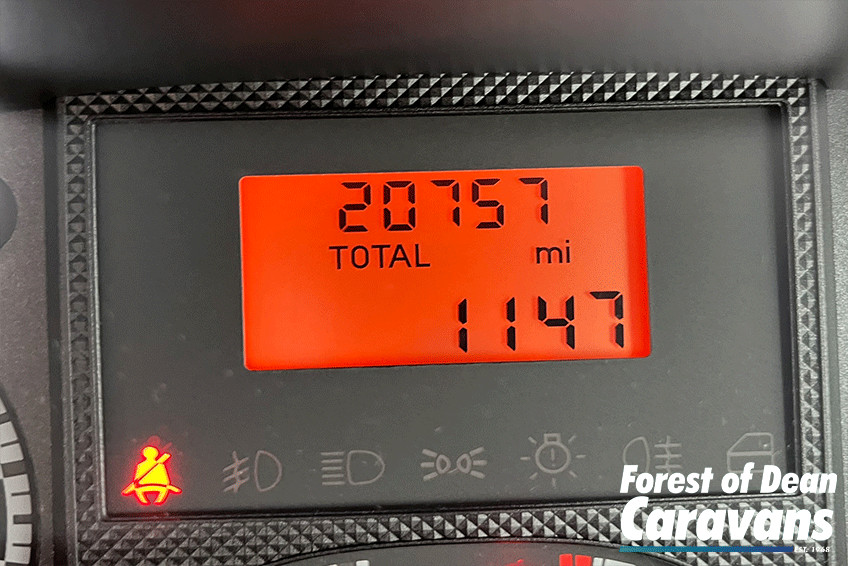 20757
TOTAL mi
1147
Forest of Dean
Caravans
EST. 1968